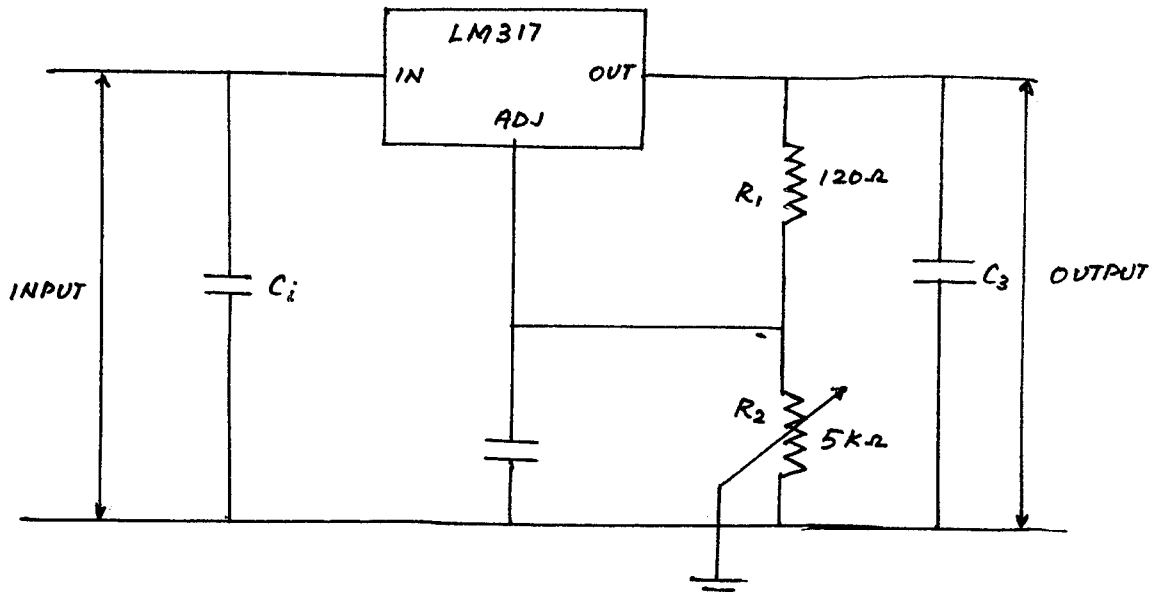 LM317
IN
OUT
ADJ
R₁
120Ω
INPUT
Cᵢ
C₃
OUTPUT
R₂
5KΩ